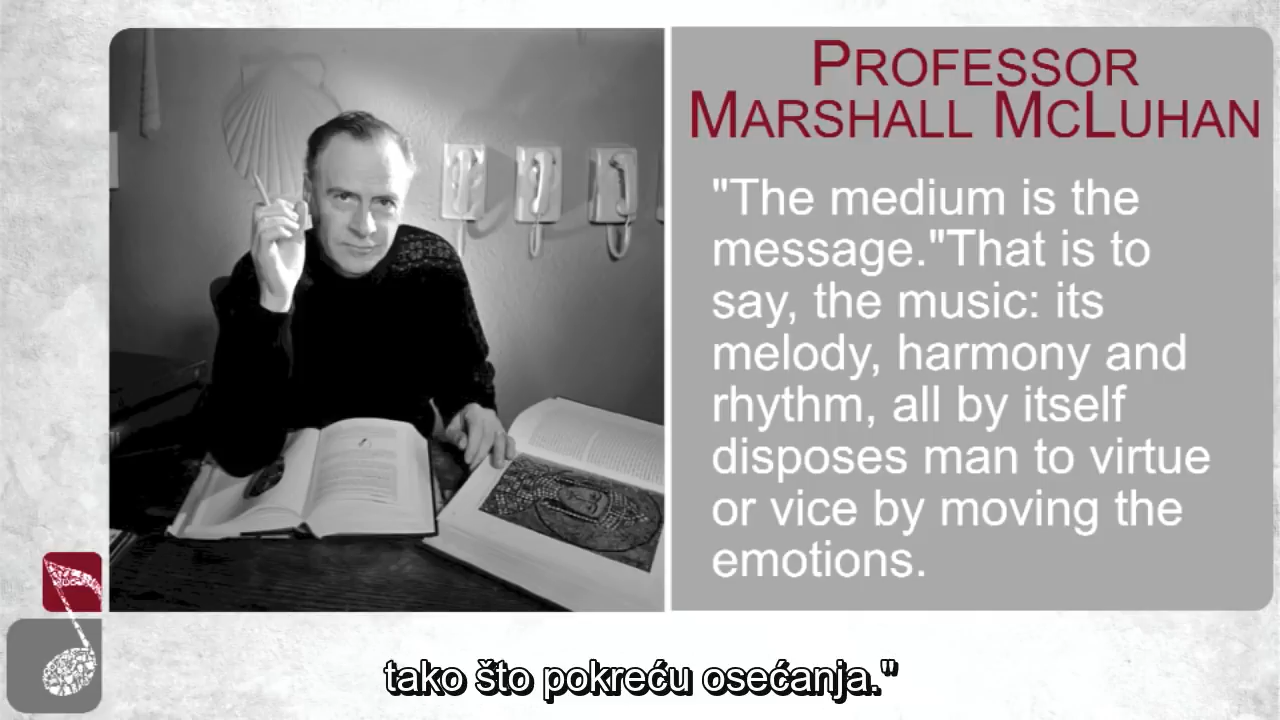 PROFESSOR
MARSHALL MCLUHAN
"The medium is the
message."That is to
say, the music: its
melody, harmony and
rhythm, all by itself
disposes man to virtue
or vice by moving the
emotions.
tako što pokreću osećanja."